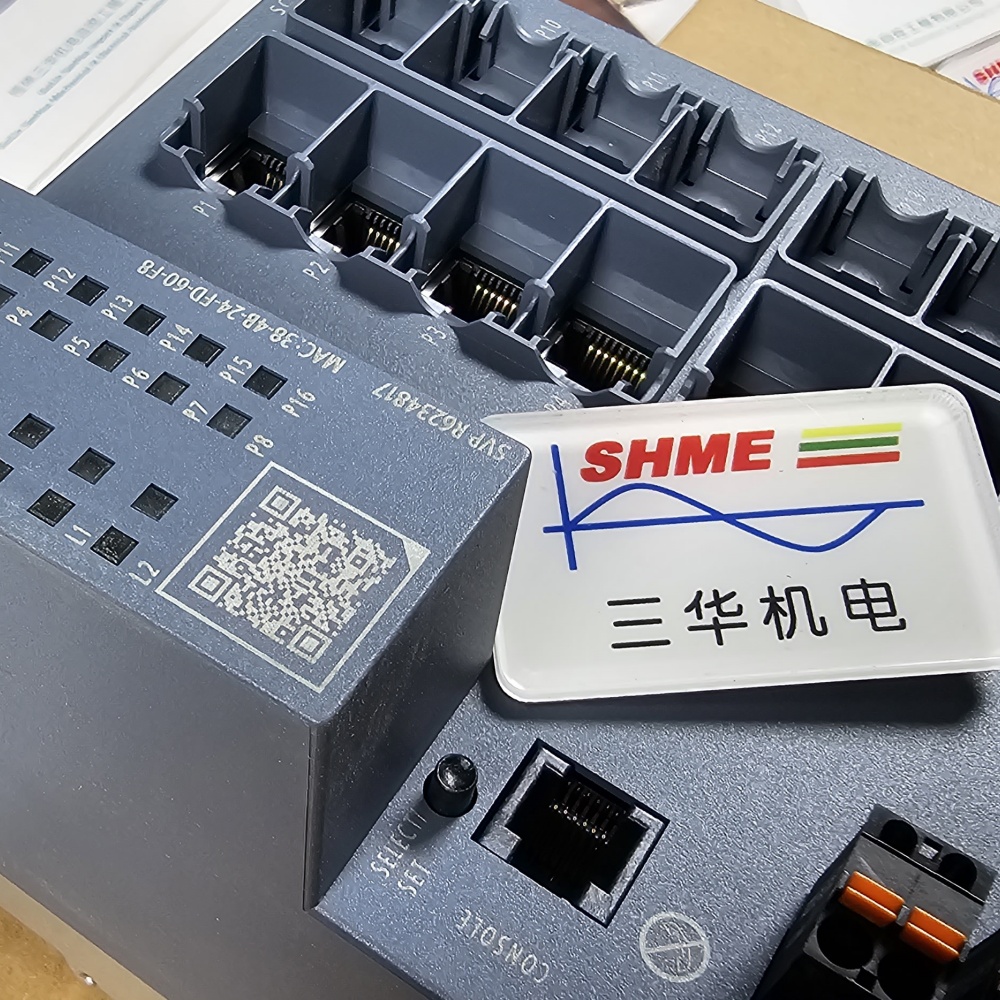 P10
P11
P12
P1
P2
P3
P11
P12
P13
P14
P15
P16
P4
P5
P6
P7
P8
MAC:38-4B-24-FD-60-F8
SVP R6234817
L1
L2
SHME
三华机电
SELECT/
SET
CONSOLE